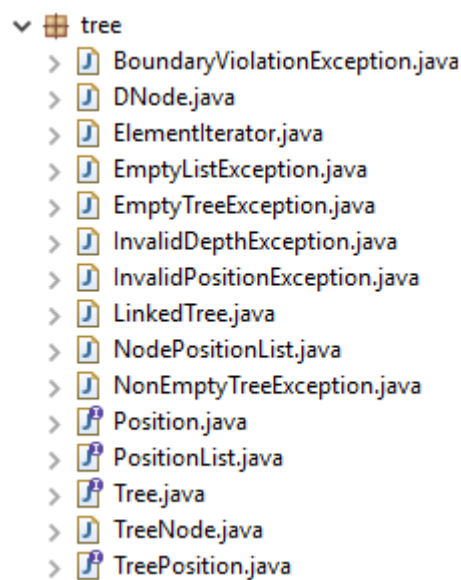 tree
BoundaryViolationException.java
DNode.java
ElementIterator.java
EmptyListException.java
EmptyTreeException.java
InvalidDepthException.java
InvalidPositionException.java
LinkedTree.java
NodePositionList.java
NonEmptyTreeException.java
Position.java
PositionList.java
Tree.java
TreeNode.java
TreePosition.java